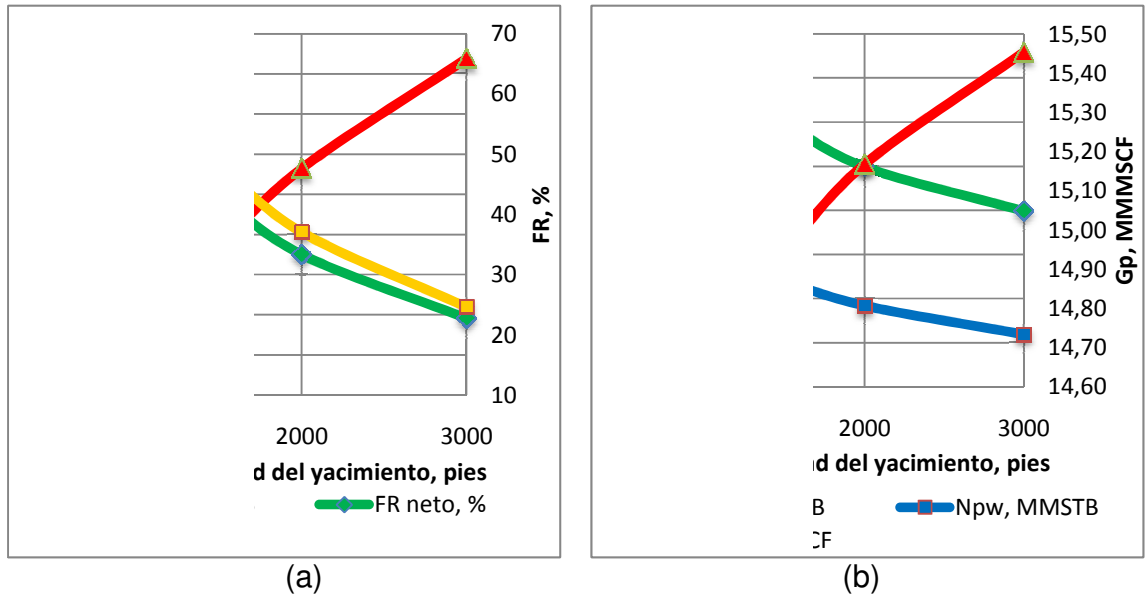 70
60
50
40
30
20
10
FR, %
2000 3000
d del yacimiento, pies
FR neto, %
(a)
15,50
15,40
15,30
15,20
15,10
15,00
14,90
14,80
14,70
14,60
Gp, MMMSCF
2000 3000
d del yacimiento, pies
B
Npw, MMSTB
CF
(b)